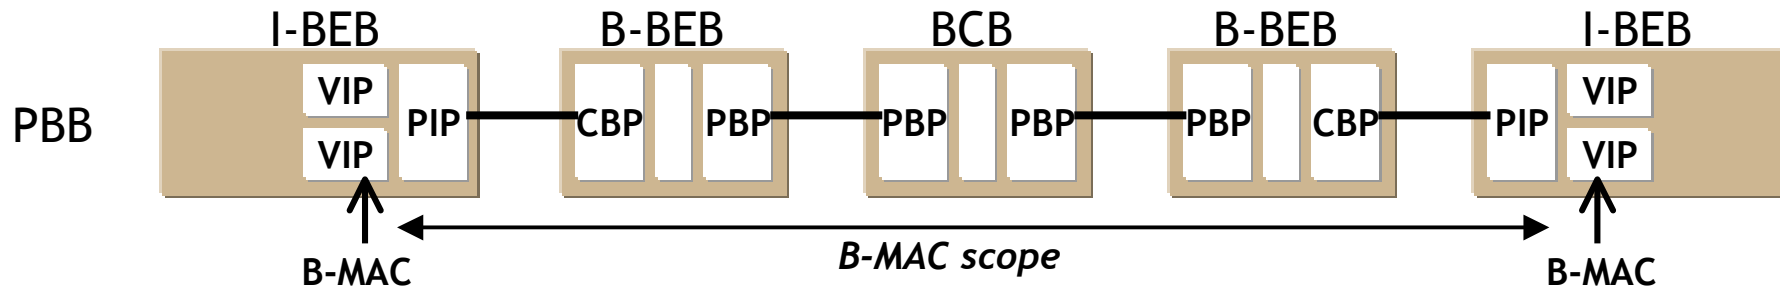 I-BEB B-BEB BCB B-BEB I-BEB
VIP VIP
PBB PIP CBP PBP PBP PBP PBP CBP PIP
VIP VIP
B-MAC scope
B-MAC B-MAC